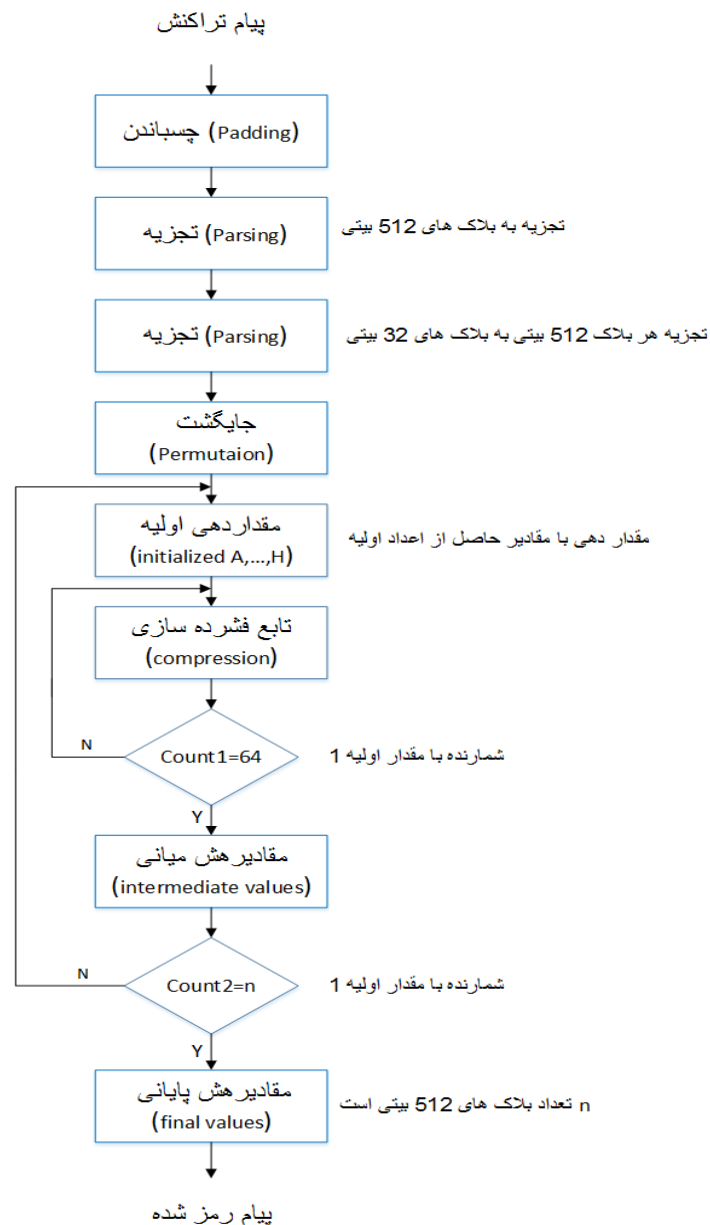 پیام تراکنش
چسباندن (Padding)
تجزیه (Parsing)
تجزیه به بلاک های 512 بیتی
تجزیه (Parsing)
تجزیه هر بلاک 512 بیتی به بلاک های 32 بیتی
جایگشت
(Permutaion)
مقداردهی اولیه
(initialized A,...,H)
مقدار دهی با مقادیر حاصل از اعداد اولیه
تابع فشرده سازی
(compression)
N
Count1=64
شمارنده با مقدار اولیه 1
Y
مقادیرهش میانی
(intermediate values)
N
Count2=n
شمارنده با مقدار اولیه 1
Y
مقادیرهش پایانی
(final values)
n تعداد بلاک های 512 بیتی است
پیام رمز شده